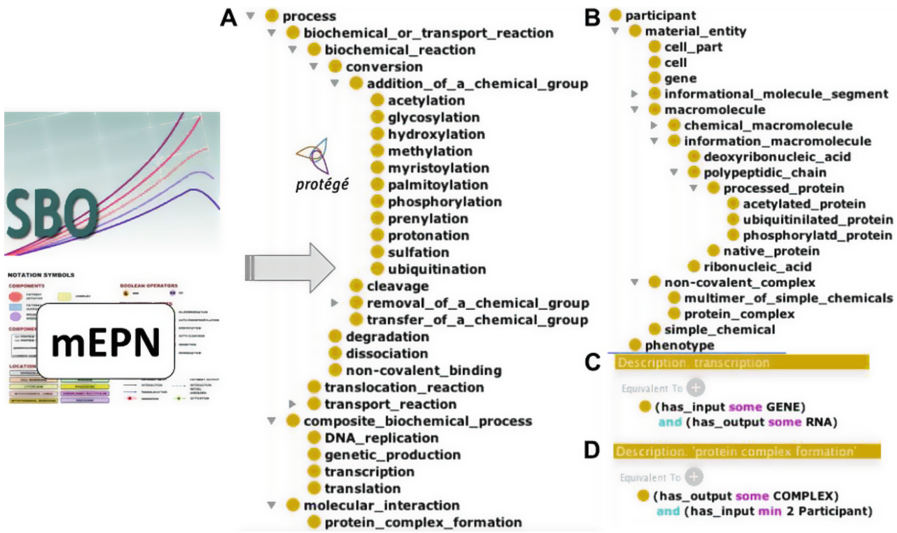 SBO
NOTATION SYMBOLS
COMPONENTS
BOOLEAN OPERATORS
mEPN
A
process
biochemical_or_transport_reaction
biochemical_reaction
conversion
addition_of_a_chemical_group
acetylation
glycosylation
hydroxylation
methylation
myristoylation
palmitoylation
phosphorylation
prenylation
protonation
sulfation
ubiquitination
cleavage
removal_of_a_chemical_group
transfer_of_a_chemical_group
degradation
dissociation
non-covalent_binding
translocation_reaction
transport_reaction
composite_biochemical_process
DNA_replication
genetic_production
transcription
translation
molecular_interaction
protein_complex_formation
protégé
B
participant
material_entity
cell_part
cell
gene
informational_molecule_segment
macromolecule
chemical_macromolecule
information_macromolecule
deoxyribonucleic_acid
polypeptidic_chain
processed_protein
acetylated_protein
ubiquitinilated_protein
phosphorylatd_protein
native_protein
ribonucleic_acid
non-covalent_complex
multimer_of_simple_chemicals
protein_complex
simple_chemical
phenotype
C
Description: transcription
Equivalent To
(has_input some GENE)
and (has_output some RNA)
D
Description: 'protein complex formation'
Equivalent To
(has_output some COMPLEX)
and (has_input min 2 Participant)